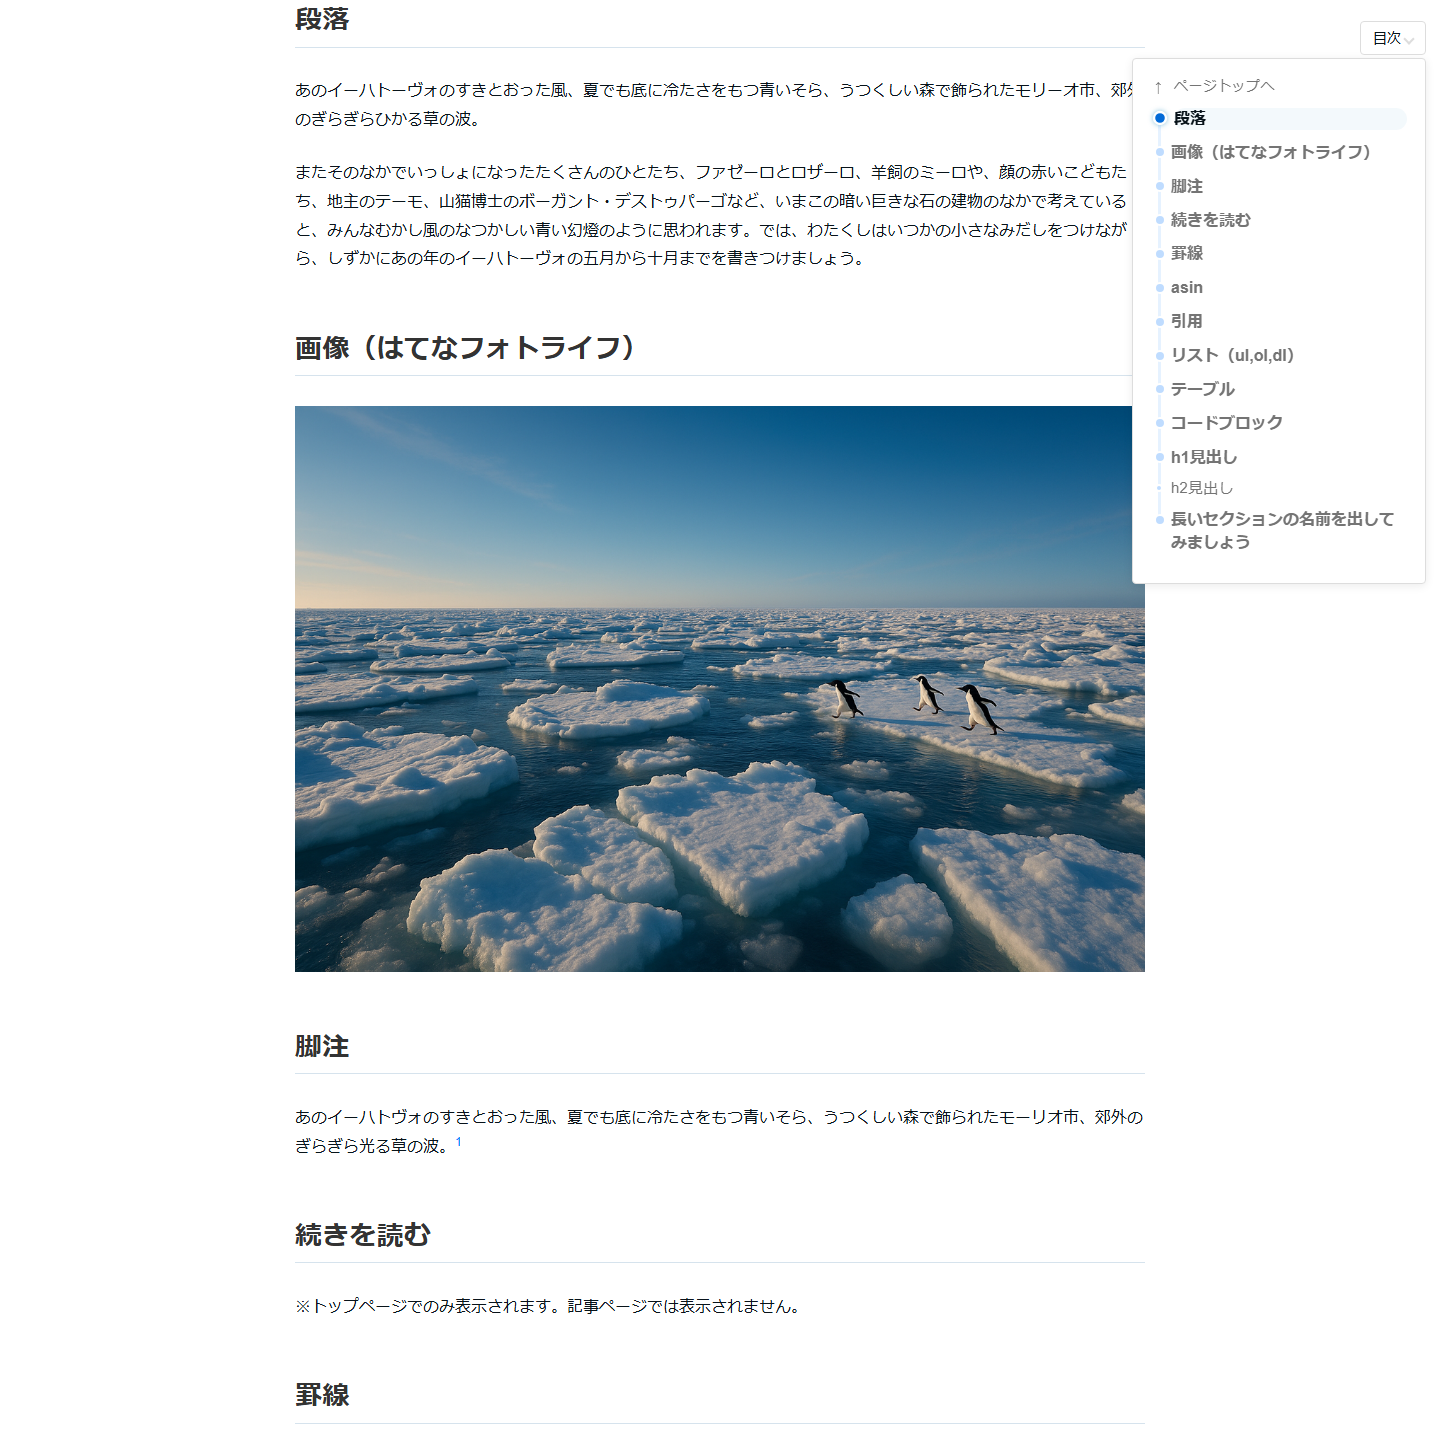 段落
あのイーハトーヴォのすきとおった風、夏でも底に冷たさをもつ青いそら、うつくしい森で飾られたモリーオ市、郊外
のぎらぎらひかる草の波。
またそのなかでいっしょになったたくさんのひとたち、ファゼーロとロザーロ、羊飼のミーロや、顔の赤いこどもた
ち、地主のテーモ、山猫博士のボーガント・デストゥパーゴなど、いまこの暗い巨きな石の建物のなかで考えている
と、みんなむかし風のなつかしい青い幻燈のように思われます。では、わたくしはいつかの小さなみだしをつけなが
ら、しずかにあの年のイーハトーヴォの五月から十月までを書きつけましょう。
画像（はてなフォトライフ）
脚注
あのイーハトヴォのすきとおった風、夏でも底に冷たさをもつ青いそら、うつくしい森で飾られたモーリオ市、郊外の
ぎらぎら光る草の波。1
続きを読む
※トップページでのみ表示されます。記事ページでは表示されません。
罫線
目次
↑ ページトップへ
段落
画像（はてなフォトライフ）
脚注
続きを読む
罫線
asin
引用
リスト（ul,ol,dl）
テーブル
コードブロック
h1見出し
h2見出し
長いセクションの名前を出して
みましょう